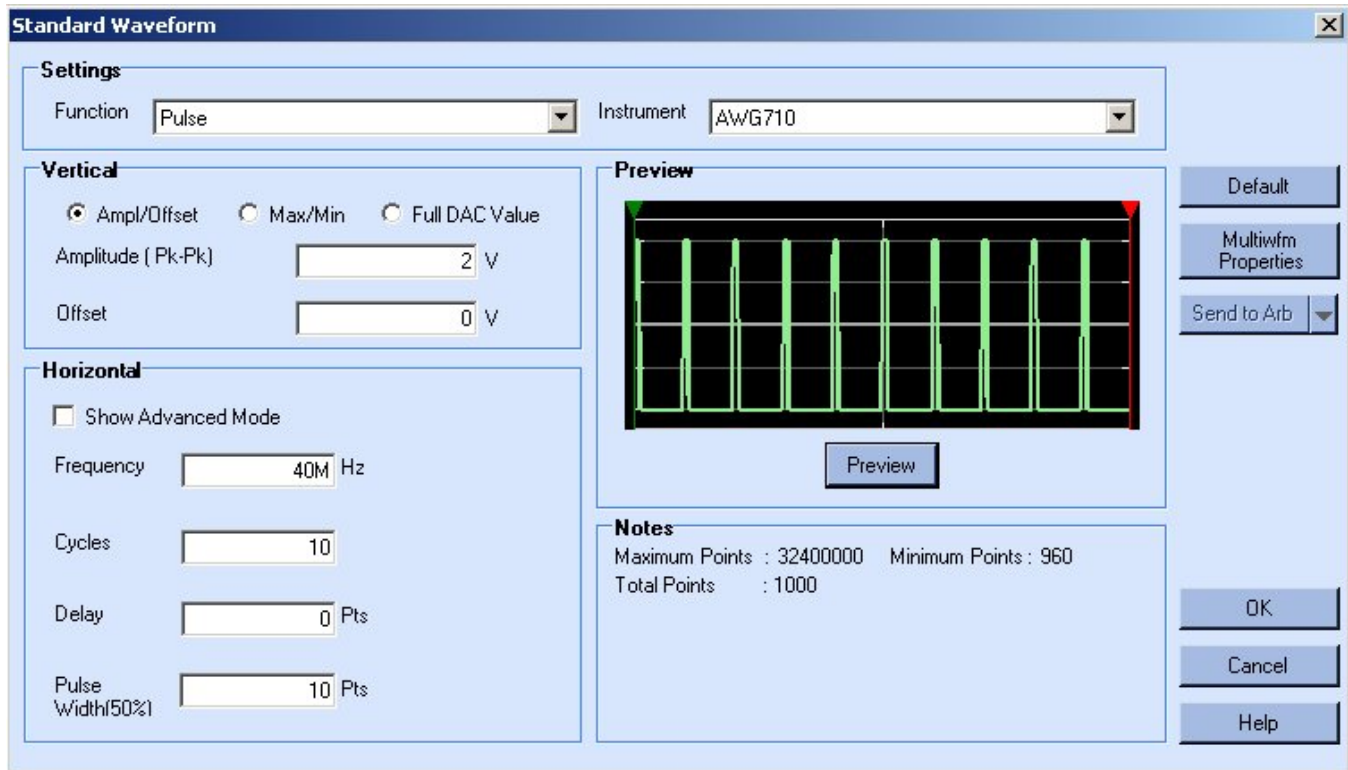 Standard Waveform
Settings
Function Pulse Instrument AWG710
Vertical
Ampl/Offset Max/Min Full DAC Value
Amplitude ( Pk-Pk) 2 V
Offset 0 V
Horizontal
Show Advanced Mode
Frequency 40M Hz
Cycles 10
Delay 0 Pts
Pulse
Width(50%) 10 Pts
Preview
Preview
Notes
Maximum Points : 32400000 Minimum Points : 960
Total Points : 1000
Default
Multiwfm
Properties
Send to Arb
OK
Cancel
Help